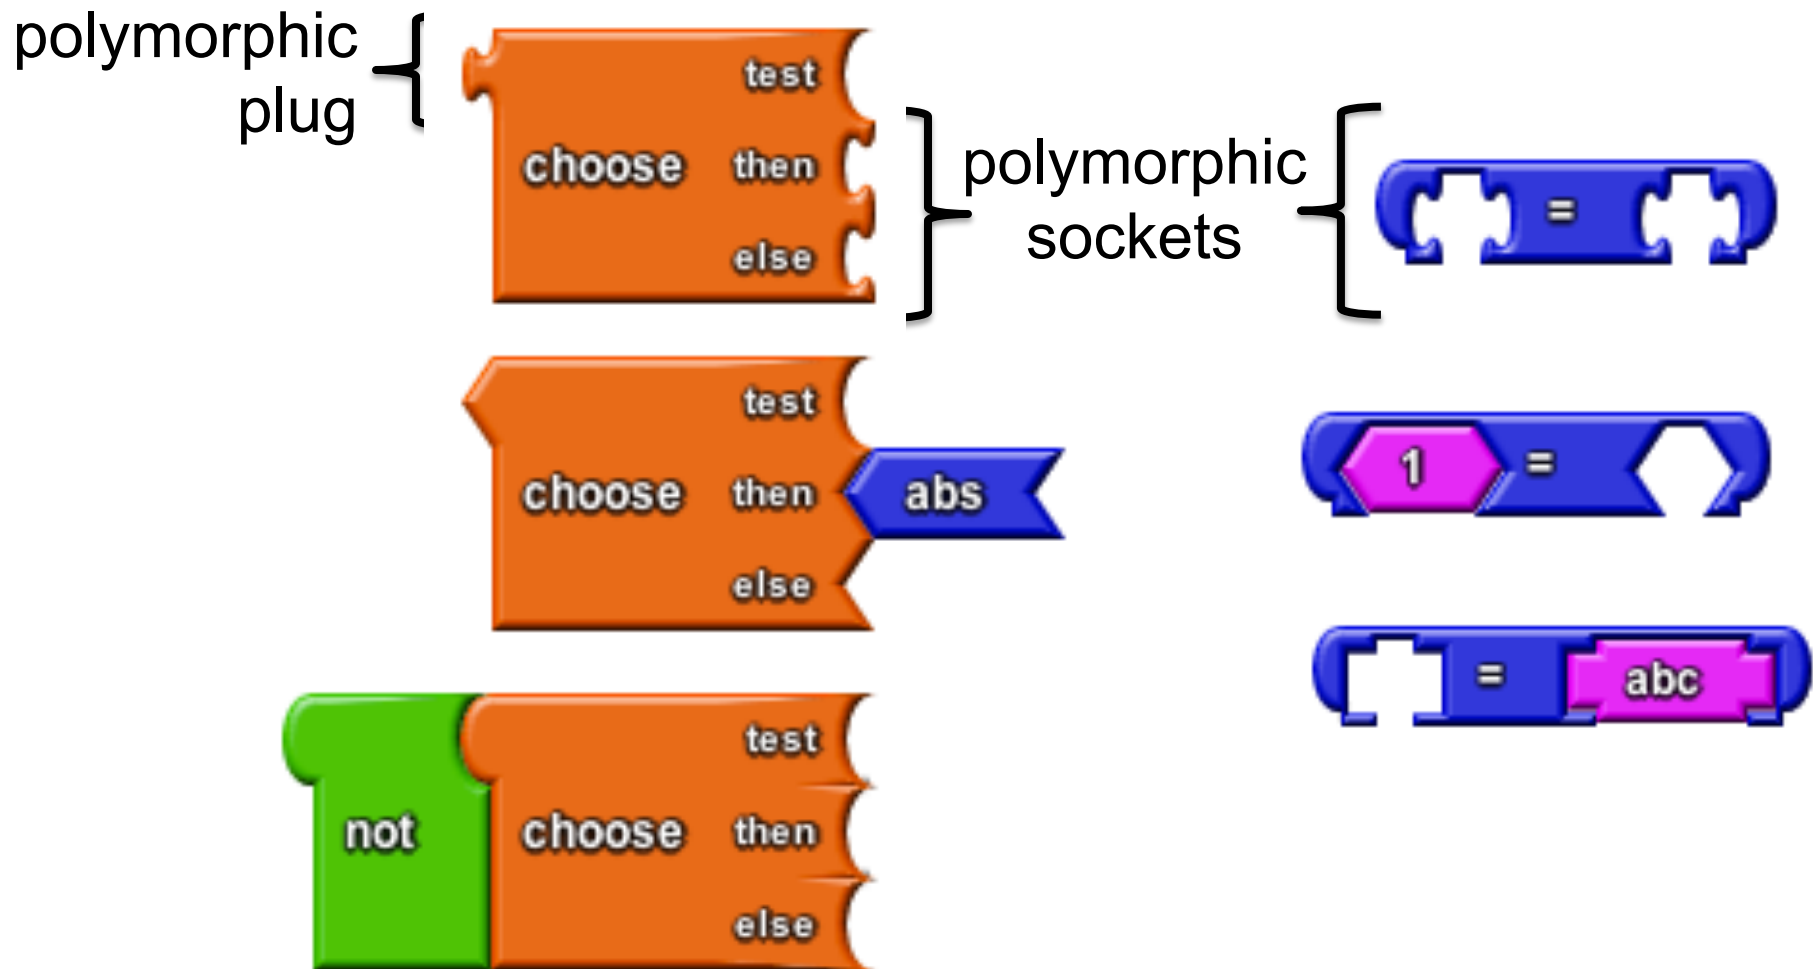 polymorphic
plug
test
choose then
else
polymorphic
sockets
=
test
choose then abs
else
1 =
= abc
test
not choose then
else